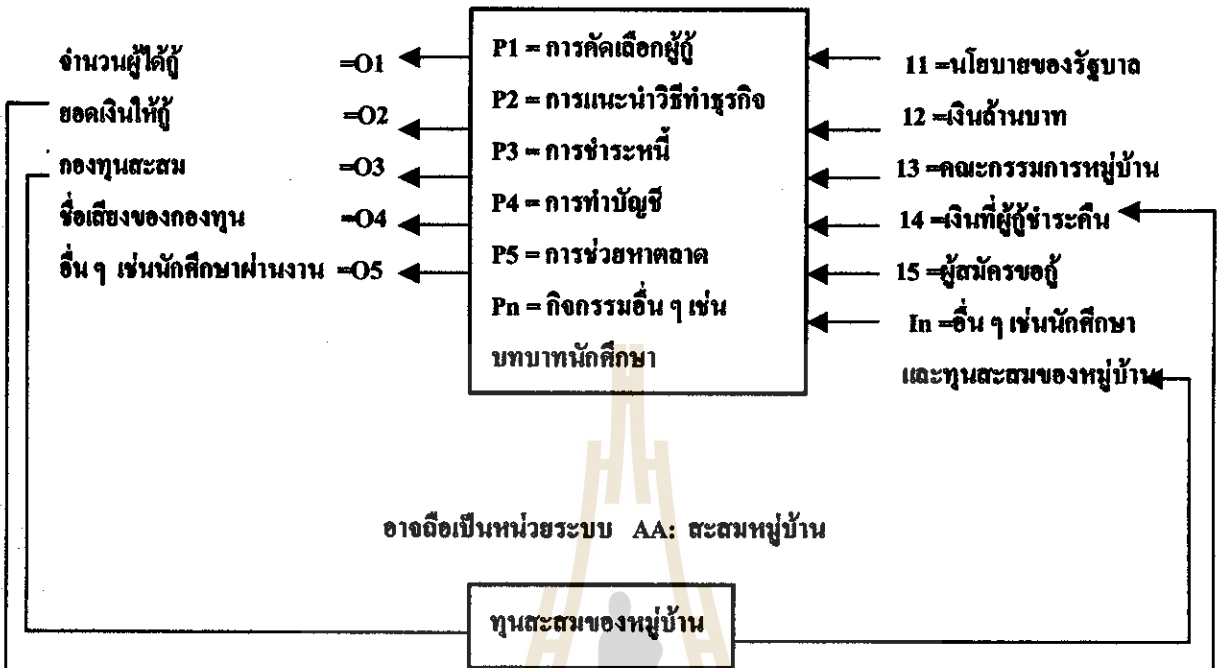 จำนวนผู้ได้กู้ =O1
ยอดเงินให้กู้ =O2
กองทุนสะสม =O3
ชื่อเสียงของกองทุน =O4
อื่น ๆ เช่นนักศึกษาผ่านงาน =O5
P1 = การคัดเลือกผู้กู้
P2 = การแนะนำวิธีทำธุรกิจ
P3 = การชำระหนี้
P4 = การทำบัญชี
P5 = การช่วยหาตลาด
Pn = กิจกรรมอื่น ๆ เช่น
บทบาทนักศึกษา
11 =นโยบายของรัฐบาล
12 =เงินล้านบาท
13 =คณะกรรมการหมู่บ้าน
14 =เงินที่ผู้กู้ชำระคืน
15 =ผู้สมัครขอกู้
In =อื่น ๆ เช่นนักศึกษา
และทุนสะสมของหมู่บ้าน
อาจถือเป็นหน่วยระบบ AA: สะสมหมู่บ้าน
ทุนสะสมของหมู่บ้าน